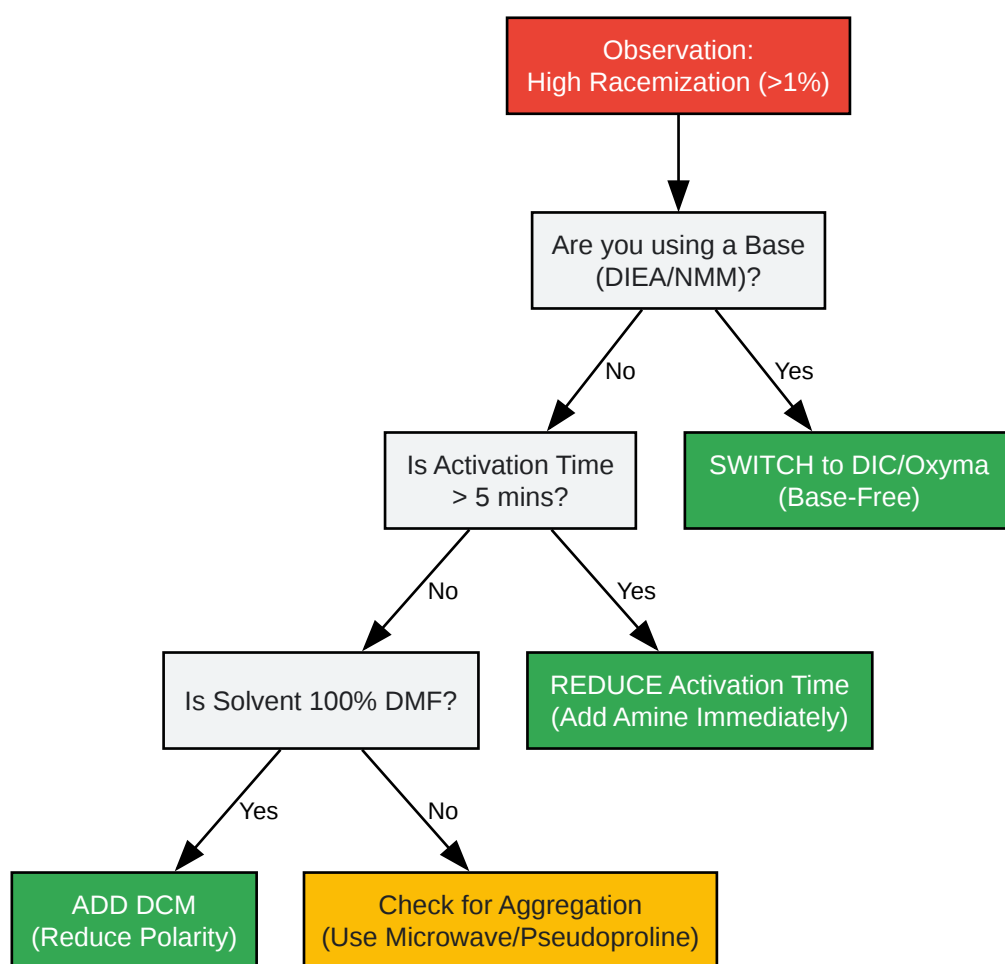 Observation:
High Racemization (>1%)
Are you using a Base
(DIEA/NMM)?
No
Yes
Is Activation Time
> 5 mins?
SWITCH to DIC/Oxyma
(Base-Free)
No
Yes
Is Solvent 100% DMF?
REDUCE Activation Time
(Add Amine Immediately)
Yes
No
ADD DCM
(Reduce Polarity)
Check for Aggregation
(Use Microwave/Pseudoproline)